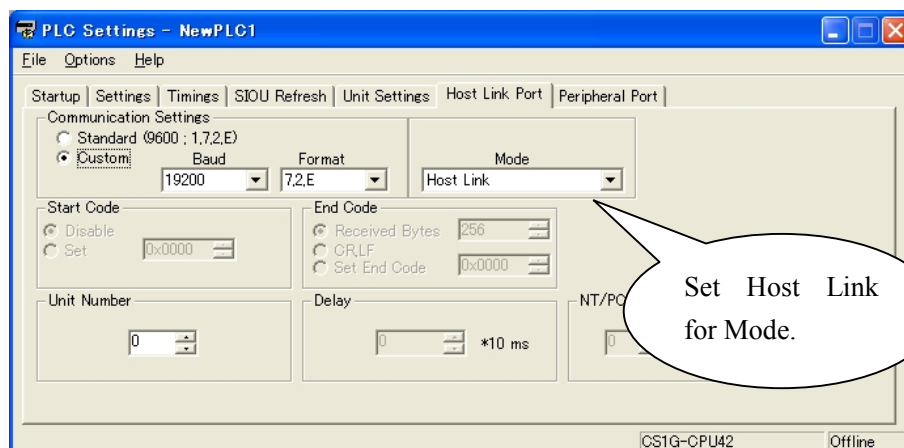 PLC Settings - NewPLC1
File Options Help
Startup Settings Timings SIOU Refresh Unit Settings Host Link Port Peripheral Port
Communication Settings
Standard (9600 ; 1,7,2,E)
Custom Baud Format Mode
19200 7,2,E Host Link
Start Code End Code
Disable Received Bytes 256
Set 0x0000 CR,LF
Set End Code 0x0000
Unit Number Delay NT/PC
0 0 *10 ms 0
Set Host Link
for Mode.
CS1G-CPU42 Offline